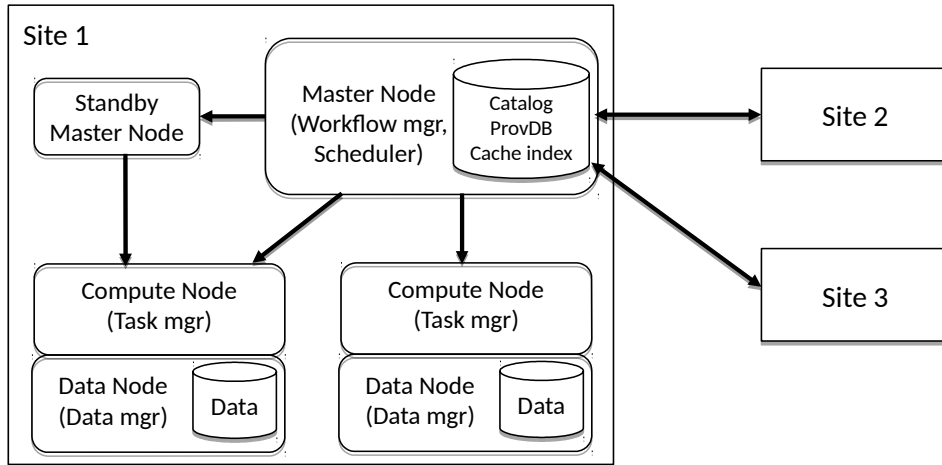 Site 1
Standby
Master Node
Master Node
(Workflow mgr,
Scheduler)
Catalog
ProvDB
Cache index
Site 2
Site 3
Compute Node
(Task mgr)
Compute Node
(Task mgr)
Data Node
(Data mgr)
Data
Data Node
(Data mgr)
Data